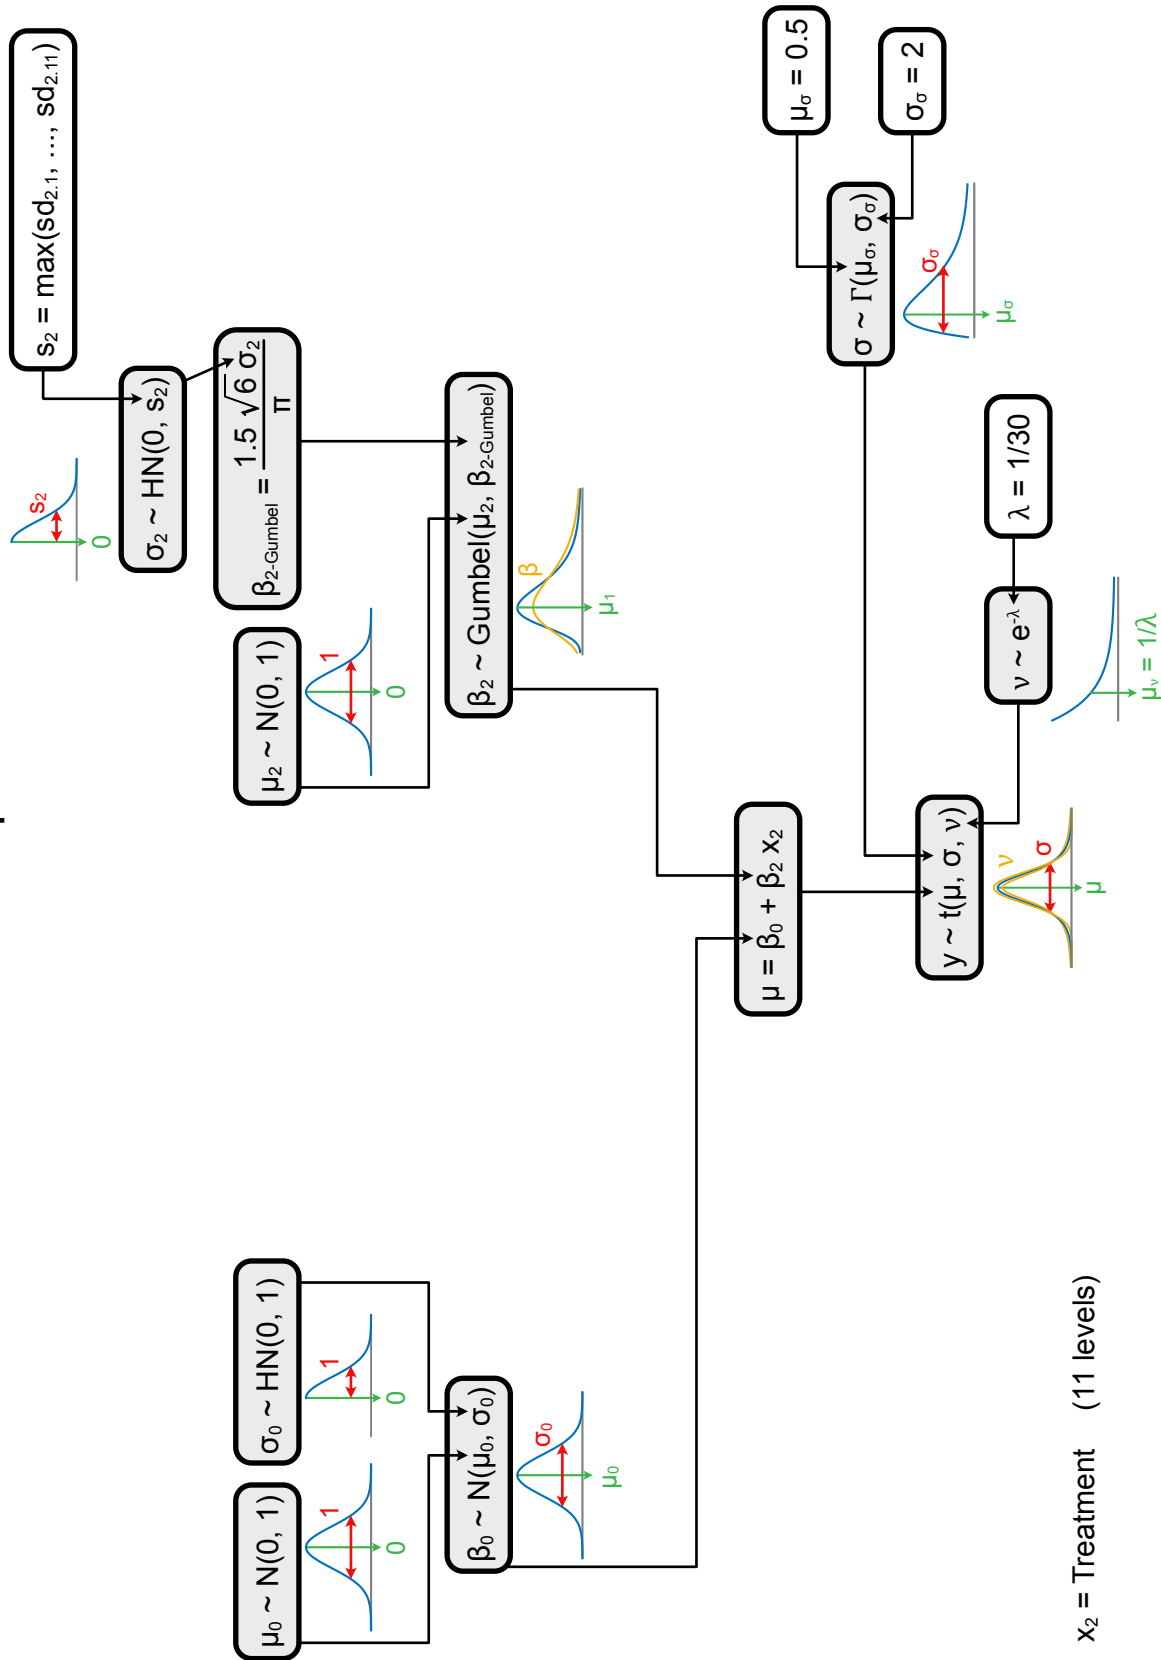 s₂ = max(sd₂.₁, ..., sd₂.₁₁)
s₂
0
σ₂ ~ HN(0, s₂)
μ₀ ~ N(0, 1)
1
0
σ₀ ~ HN(0, 1)
1
0
μ₂ ~ N(0, 1)
1
0
β₂₋Gumbel = 1.5 √6 σ₂ / π
β₀ ~ N(μ₀, σ₀)
σ₀
μ₀
β₂ ~ Gumbel(μ₂, β₂₋Gumbel)
β
μ₁
μ = β₀ + β₂ x₂
μσ = 0.5
σσ = 2
σ ~ Γ(μσ, σσ)
σσ
μσ
y ~ t(μ, σ, ν)
ν
σ
μ
ν ~ e^-λ
λ = 1/30
μν = 1/λ
x₂ = Treatment (11 levels)